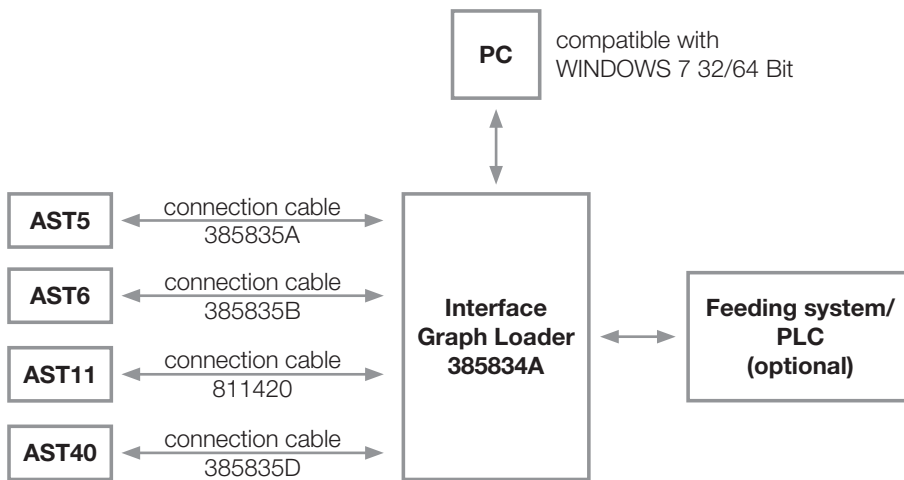 PC
compatible with
WINDOWS 7 32/64 Bit
AST5
connection cable
385835A
AST6
connection cable
385835B
AST11
connection cable
811420
AST40
connection cable
385835D
Interface
Graph Loader
385834A
Feeding system/
PLC
(optional)